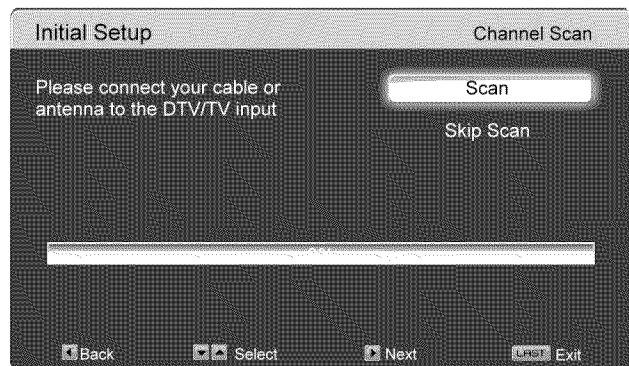 Initial Setup
Channel Scan
Please connect your cable or
antenna to the DTV/TV input
Scan
Skip Scan
Back Select Next LAST Exit